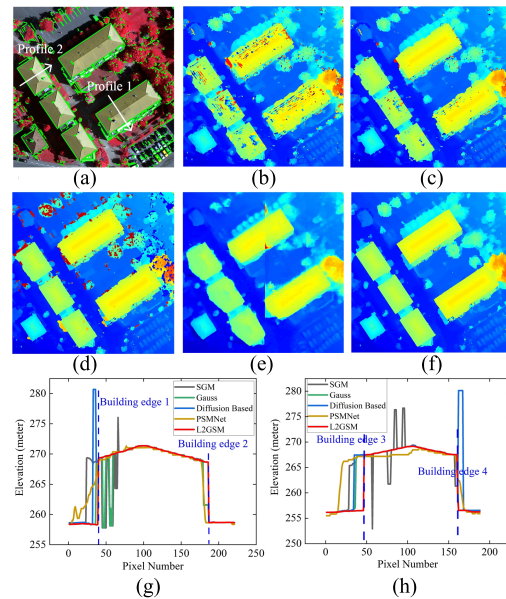 Profile 2
Profile 1
(a)
(b)
(c)
(d)
(e)
(f)
Elevation (meter)
280
275
270
265
260
255
0
50
100
150
200
250
Pixel Number
Building edge 1
Building edge 2
SGM
Gauss
Diffusion Based
PSMNet
L2GSM
(g)
Elevation (meter)
280
275
270
265
260
255
250
0
50
100
150
200
Pixel Number
SGM
Gauss
Diffusion Based
PSMNet
L2GSM
Building edge 3
Building edge 4
(h)